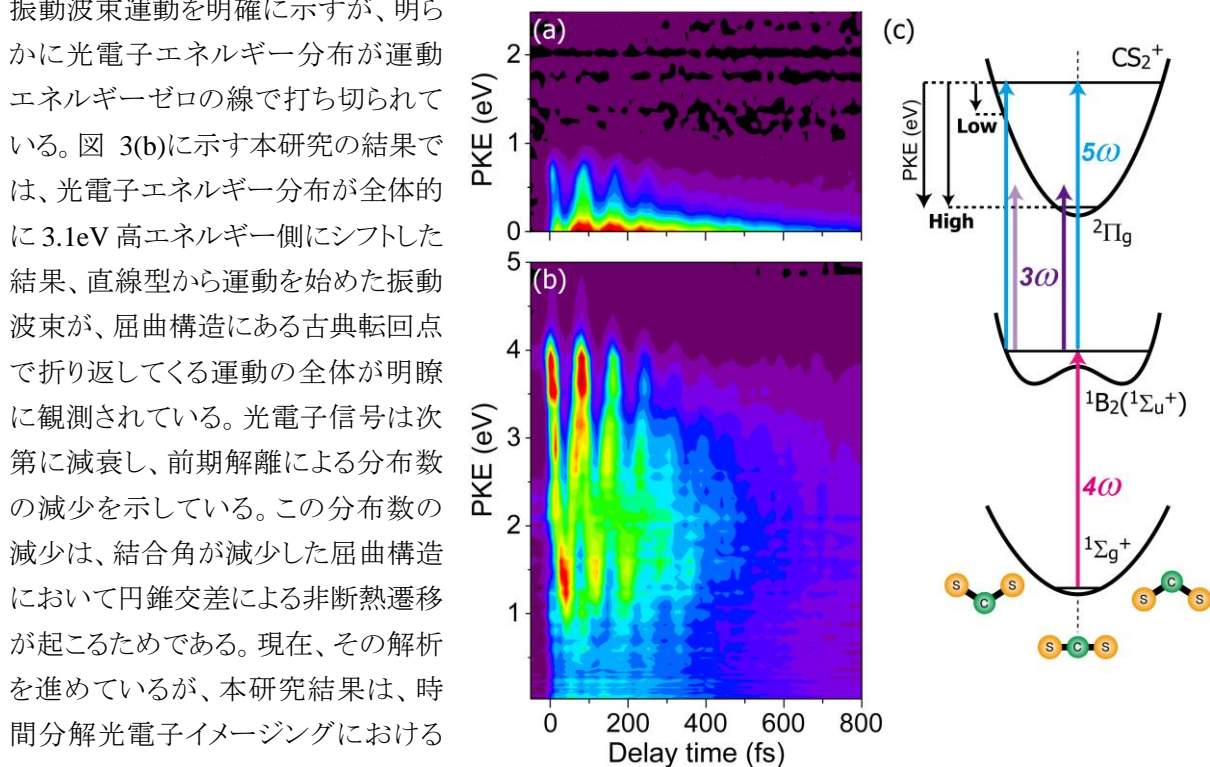 振動波束運動を明確に示すが、明ら
かに光電子エネルギー分布が運動
エネルギーゼロの線で打ち切られて
いる。図 3(b)に示す本研究の結果で
は、光電子エネルギー分布が全体的
に 3.1eV 高エネルギー側にシフトした
結果、直線型から運動を始めた振動
波束が、屈曲構造にある古典転回点
で折り返してくる運動の全体が明瞭
に観測されている。光電子信号は次
第に減衰し、前期解離による分布数
の減少を示している。この分布数の
減少は、結合角が減少した屈曲構造
において円錐交差による非断熱遷移
が起こるためである。現在、その解析
を進めているが、本研究結果は、時
間分解光電子イメージングにおける
(a)
PKE (eV)
2
1
0
(b)
PKE (eV)
5
4
3
2
1
0 200 400 600 800
Delay time (fs)
(c)
CS₂⁺
PKE (eV)
Low
High
5ω
²Πg
3ω
¹B₂(¹Σu⁺)
4ω
¹Σg⁺
S C S
S C S
S C S